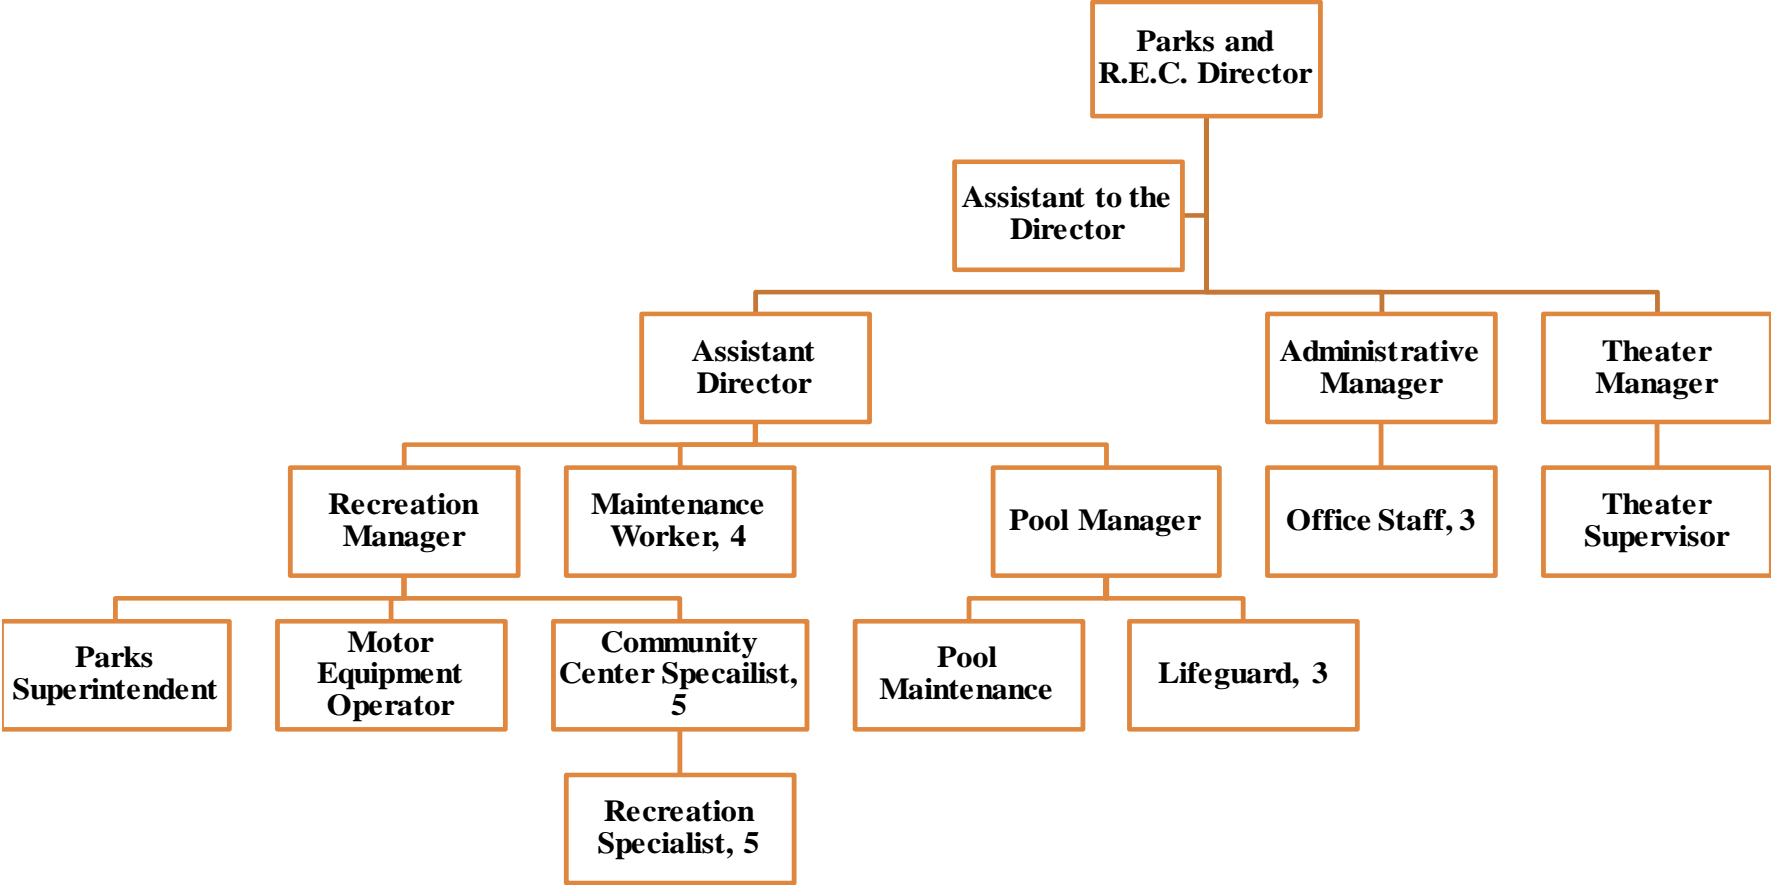 Parks and
R.E.C. Director
Assistant to the
Director
Assistant
Director
Administrative
Manager
Theater
Manager
Recreation
Manager
Maintenance
Worker, 4
Pool Manager
Office Staff, 3
Theater
Supervisor
Parks
Superintendent
Motor
Equipment
Operator
Community
Center Specailist,
5
Pool
Maintenance
Lifeguard, 3
Recreation
Specialist, 5